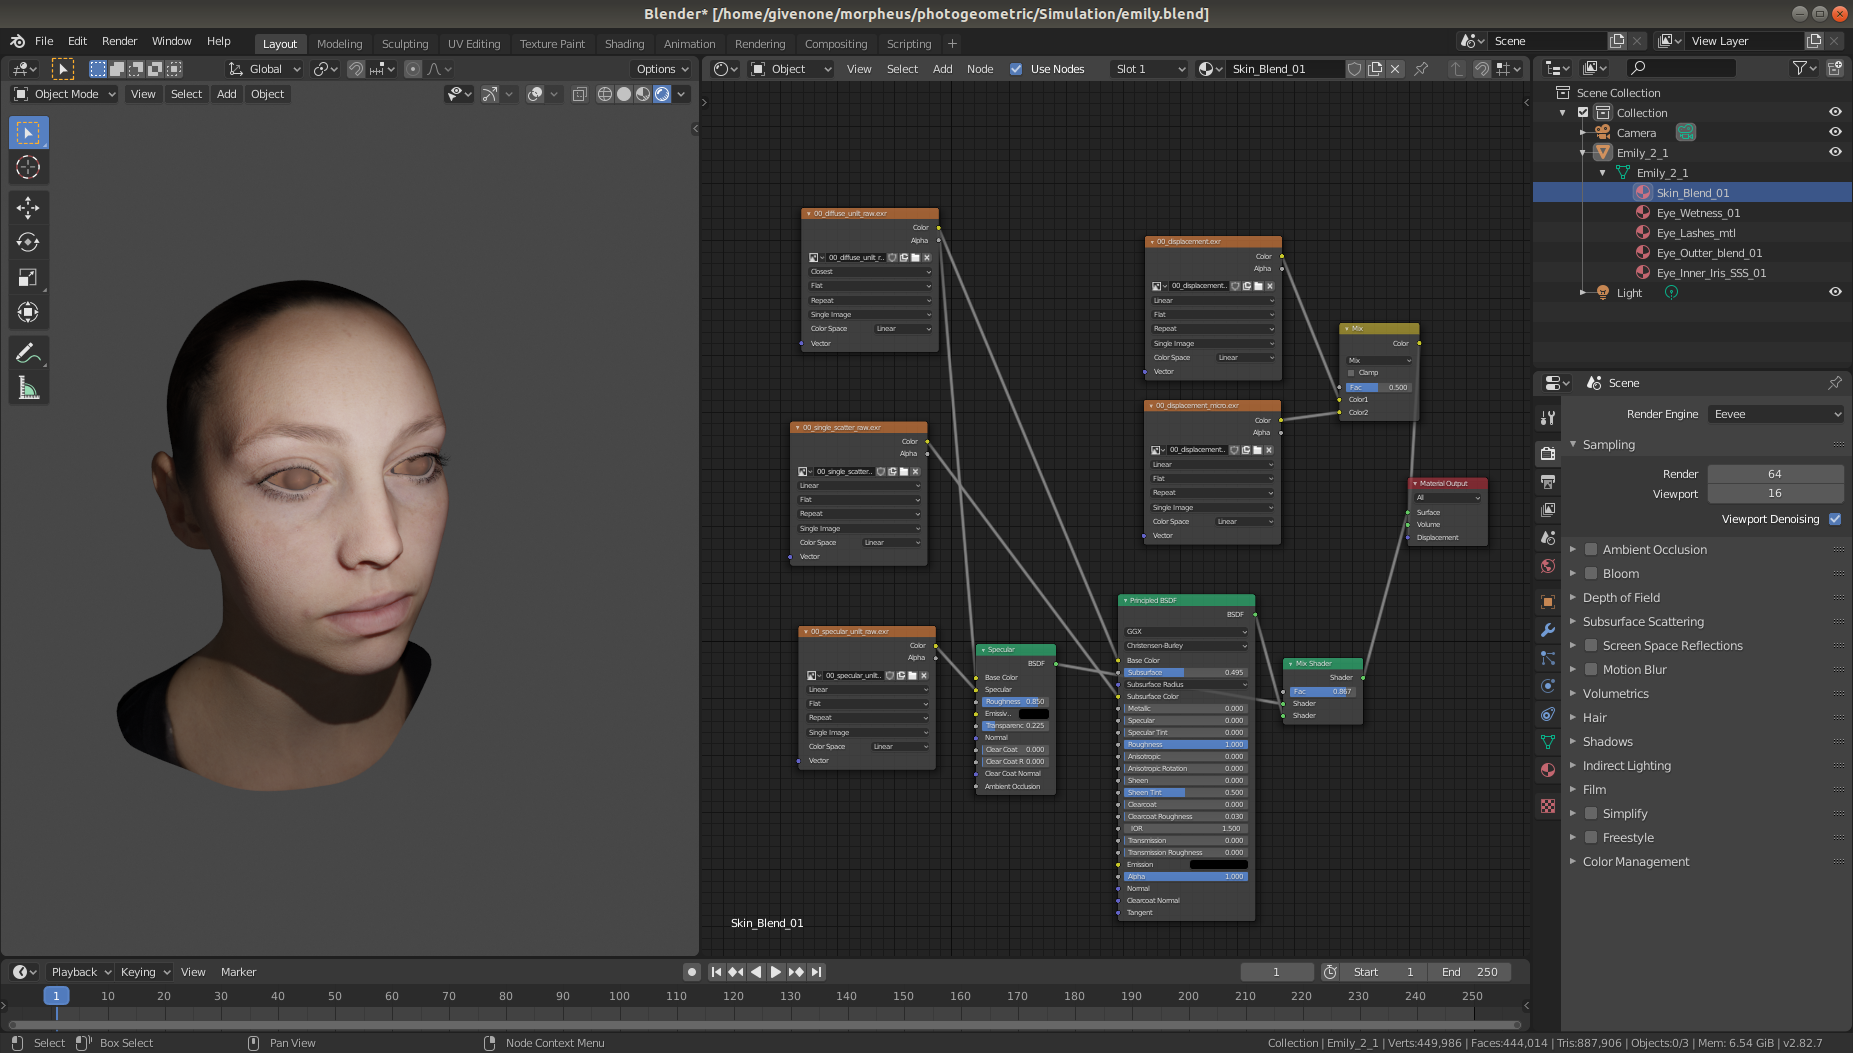 Blender* [/home/givenone/morpheus/photogeometric/Simulation/emily.blend]
File Edit Render Window Help Layout Modeling Sculpting UV Editing Texture Paint Shading Animation Rendering Compositing Scripting + Scene View Layer
Global Options Object View Select Add Node Use Nodes Slot 1 Skin_Blend_01
Object Mode View Select Add Object
Scene Collection
Collection
Camera
Emily_2_1
Emily_2_1
Skin_Blend_01
Eye_Wetness_01
Eye_Lashes_mtl
Eye_Outter_blend_01
Eye_Inner_Iris_SSS_01
Light
00_diffuse_unlt_raw.exr
Color
Alpha
00_diffuse_unlt_r..
Closest
Flat
Repeat
Single Image
Color Space Linear
Vector
00_single_scatter_raw.exr
Color
Alpha
00_single_scatter..
Linear
Flat
Repeat
Single Image
Color Space Linear
Vector
00_specular_unlt_raw.exr
Color
Alpha
00_specular_unlt..
Linear
Flat
Repeat
Single Image
Color Space Linear
Vector
Specular
BSDF
Base Color
Specular
Roughness 0.850
Emissiv..
Transparenc 0.225
Normal
Clear Coat 0.000
Clear Coat R 0.000
Clear Coat Normal
Ambient Occlusion
00_displacement.exr
Color
Alpha
00_displacement..
Linear
Flat
Repeat
Single Image
Color Space Linear
Vector
00_displacement_micro.exr
Color
Alpha
00_displacement..
Linear
Flat
Repeat
Single Image
Color Space Linear
Vector
Mix
Color
Mix
Clamp
Fac 0.500
Color1
Color2
Material Output
All
Surface
Volume
Displacement
Principled BSDF
BSDF
GGX
Christensen-Burley
Base Color
Subsurface 0.495
Subsurface Radius
Subsurface Color
Metallic 0.000
Specular 0.000
Specular Tint 0.000
Roughness 1.000
Anisotropic 0.000
Anisotropic Rotation 0.000
Sheen 0.000
Sheen Tint 0.500
Clearcoat 0.000
Clearcoat Roughness 0.030
IOR 1.500
Transmission 0.000
Transmission Roughness 0.000
Emission
Alpha 1.000
Normal
Clearcoat Normal
Tangent
Mix Shader
Shader
Fac 0.867
Shader
Shader
Skin_Blend_01
Scene
Render Engine Eevee
Sampling
Render 64
Viewport 16
Viewport Denoising
Ambient Occlusion
Bloom
Depth of Field
Subsurface Scattering
Screen Space Reflections
Motion Blur
Volumetrics
Hair
Shadows
Indirect Lighting
Film
Simplify
Freestyle
Color Management
Playback Keying View Marker 1 Start 1 End 250
1 10 20 30 40 50 60 70 80 90 100 110 120 130 140 150 160 170 180 190 200 210 220 230 240 250
Select Box Select Pan View Node Context Menu Collection | Emily_2_1 | Verts:449,986 | Faces:444,014 | Tris:887,906 | Objects:0/3 | Mem: 6.54 GiB | v2.82.7